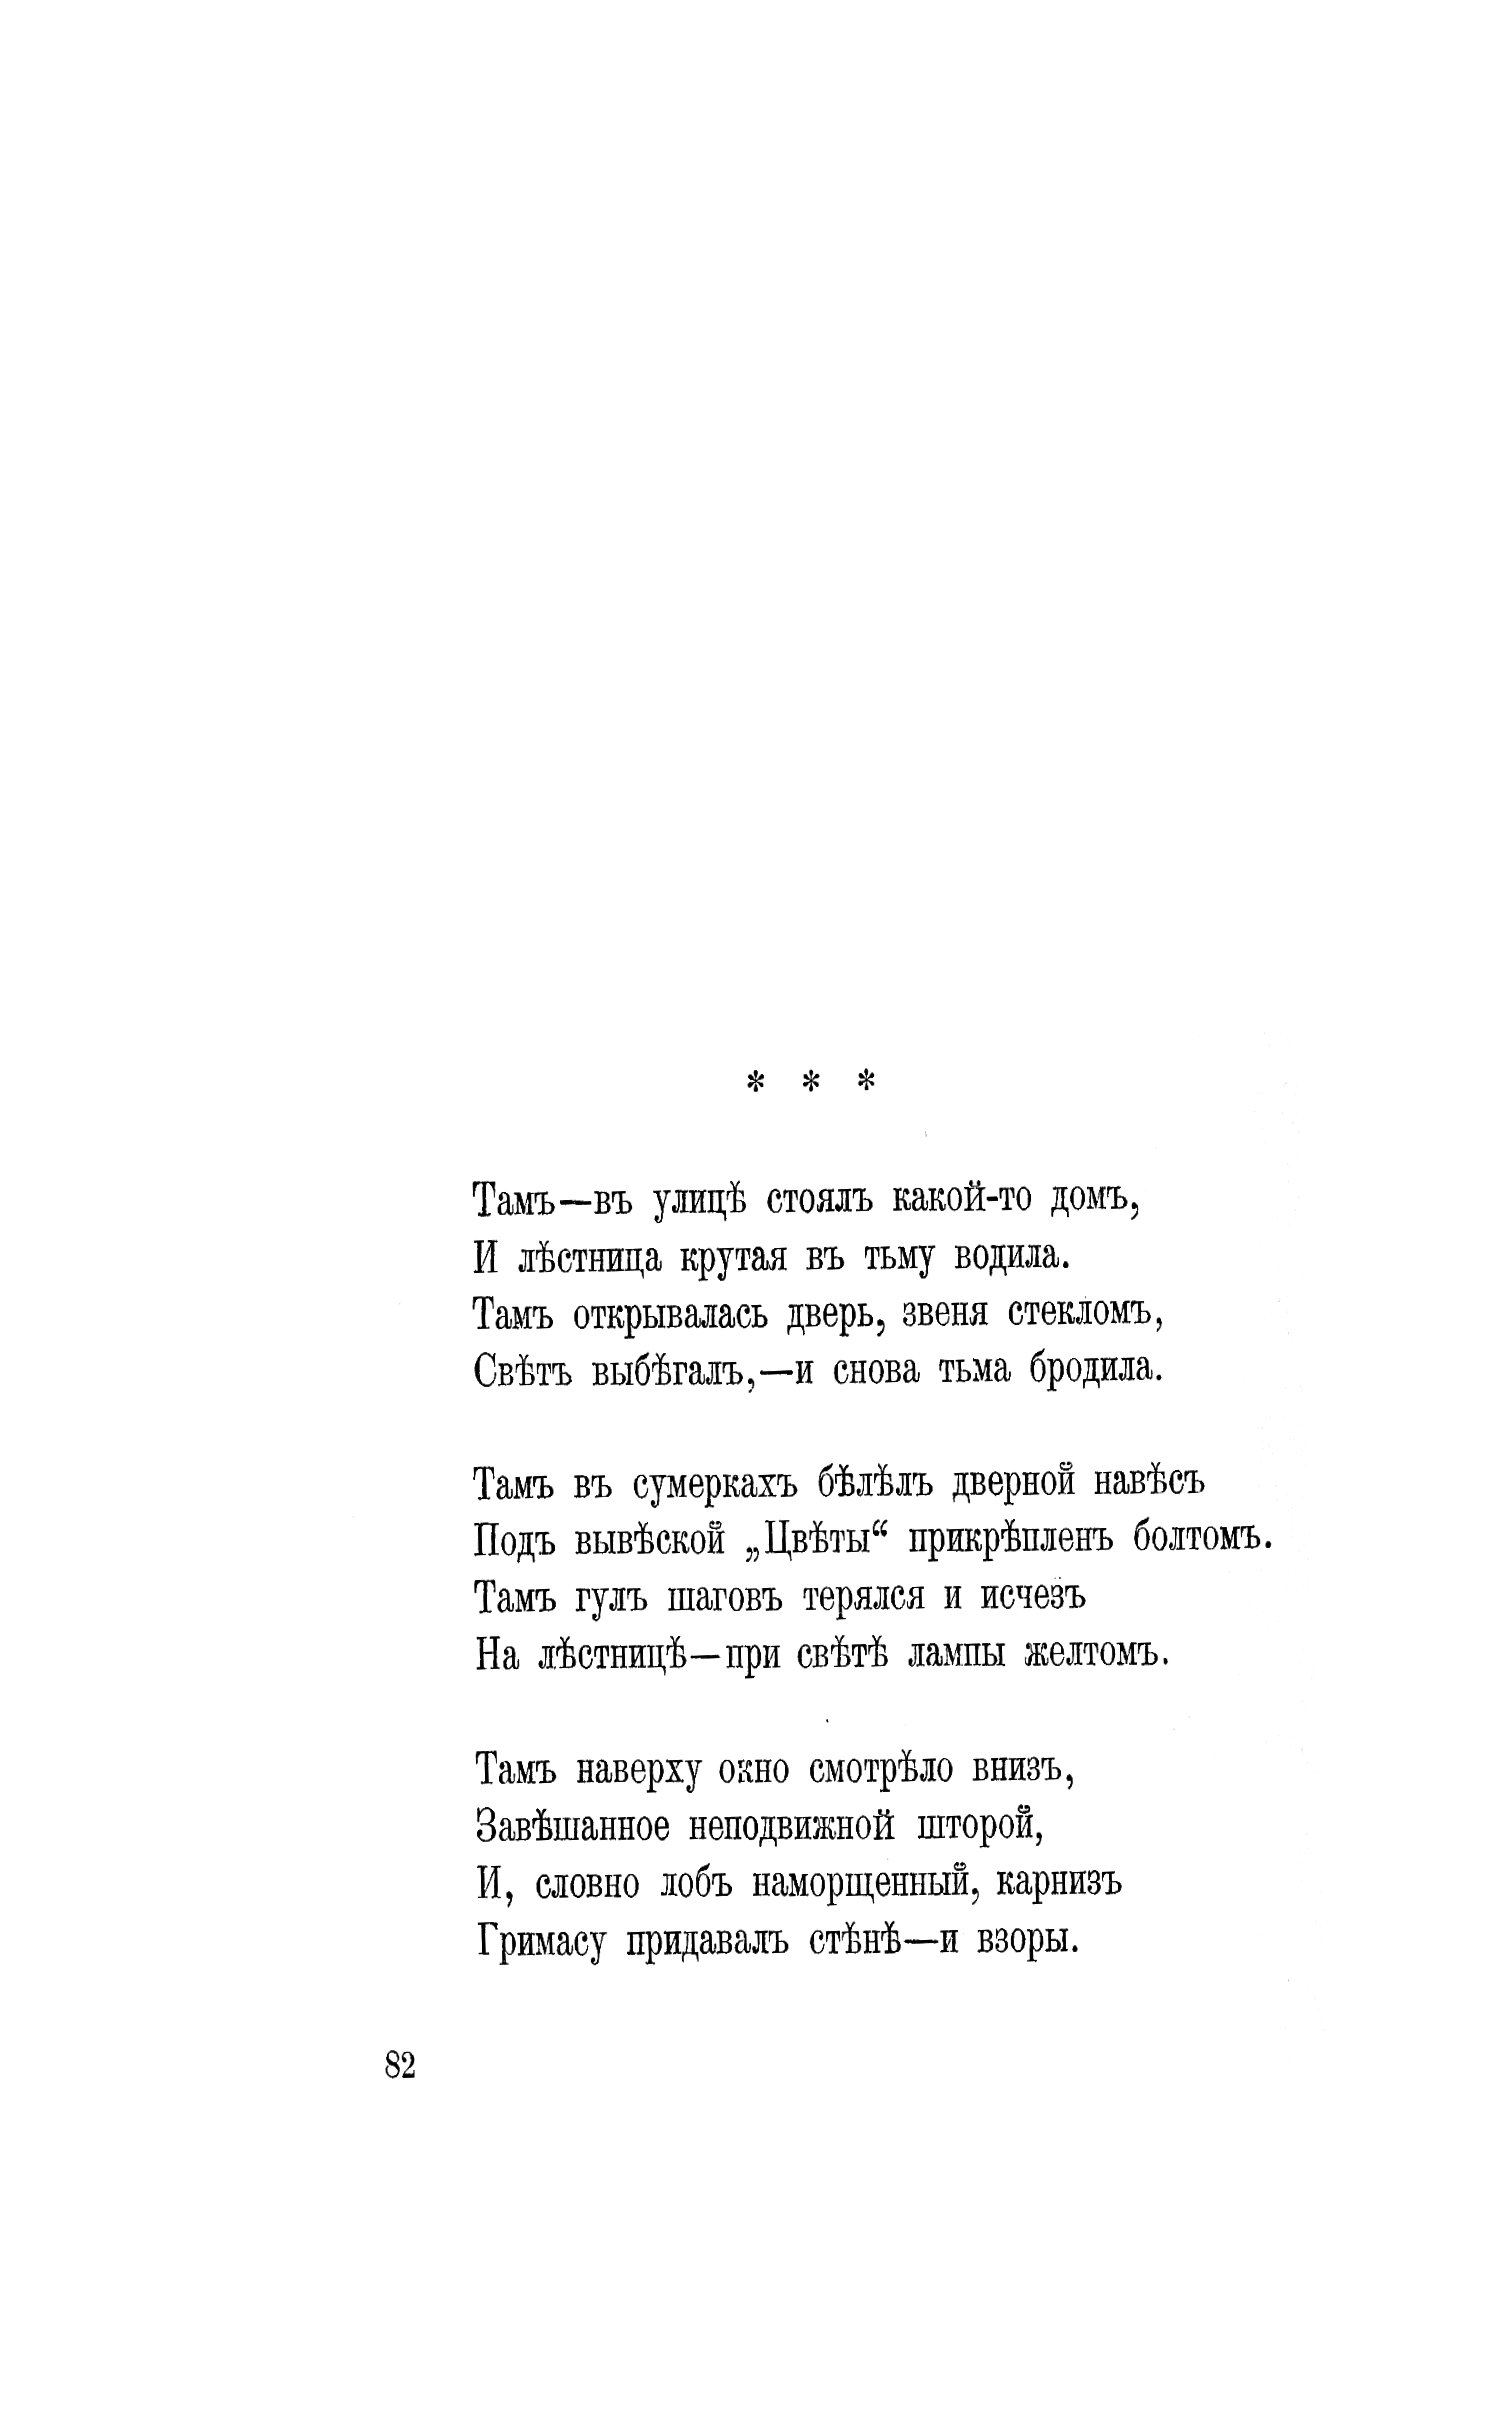 * * *
Тамъ—въ улицѣ стоялъ какой-то домъ,
И лѣстница крутая въ тьму водила.
Тамъ открывалась дверь, звеня стекломъ,
Свѣтъ выбѣгалъ,—и снова тьма бродила.
Тамъ въ сумеркахъ бѣлѣлъ дверной навѣсъ
Подъ вывѣской „Цвѣты“ прикрѣпленъ болтомъ.
Тамъ гулъ шаговъ терялся и исчезъ
На лѣстницѣ—при свѣтѣ лампы желтомъ.
Тамъ наверху окно смотрѣло внизъ,
Завѣшанное неподвижной шторой,
И, словно лобъ наморщенный, карнизъ
Гримасу придавалъ стѣнѣ—и взоры.
82